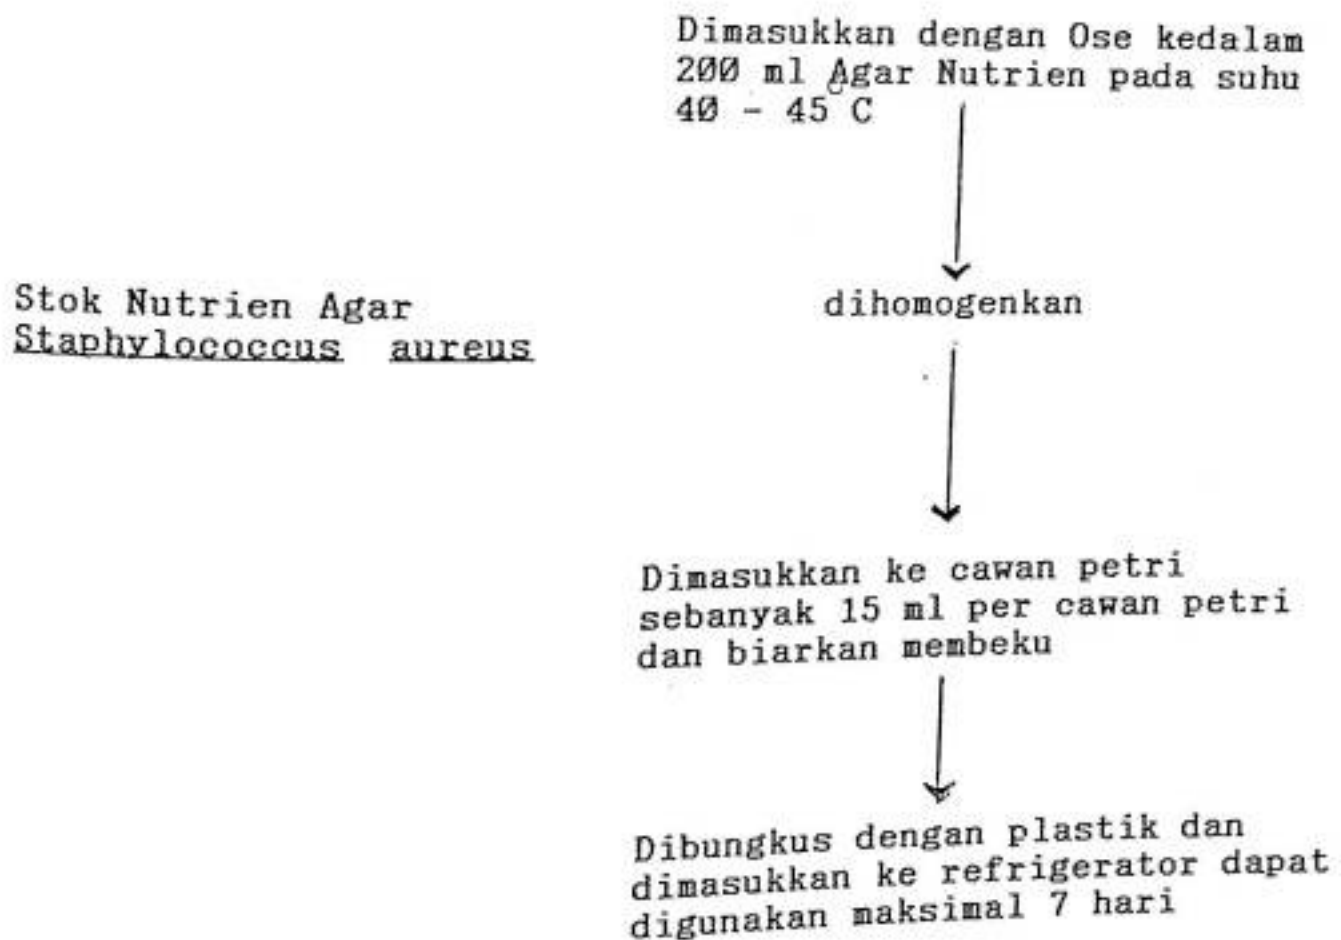 Dimasukkan dengan Ose kedalam
200 ml Agar Nutrien pada suhu
40 - 45 °C
Stok Nutrien Agar
Staphylococcus aureus
dihomogenkan
Dimasukkan ke cawan petri
sebanyak 15 ml per cawan petri
dan biarkan membeku
Dibungkus dengan plastik dan
dimasukkan ke refrigerator dapat
digunakan maksimal 7 hari